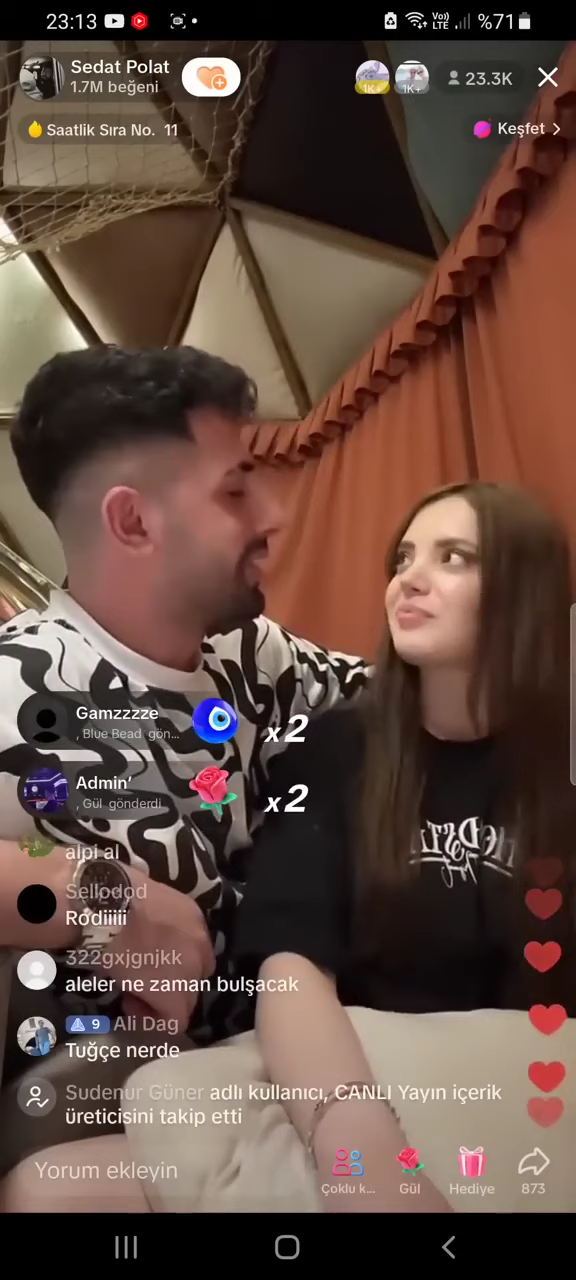 23:13
Vo))
LTE
%71
Sedat Polat
1.7M beğeni
1K+
1K+
23.3K
Saatlik Sıra No. 11
Keşfet >
Gamzzzze
, Blue Bead gön...
x2
Admin'
, Gül gönderdi
x2
alpi al
Sellodod
Rodiiiii
322gxjgnjkk
aleler ne zaman bulşacak
9 Ali Dag
Tuğçe nerde
Sudenur Güner adlı kullanıcı, CANLI Yayın içerik
üreticisini takip etti
Yorum ekleyin
Çoklu k...
Gül
Hediye
873